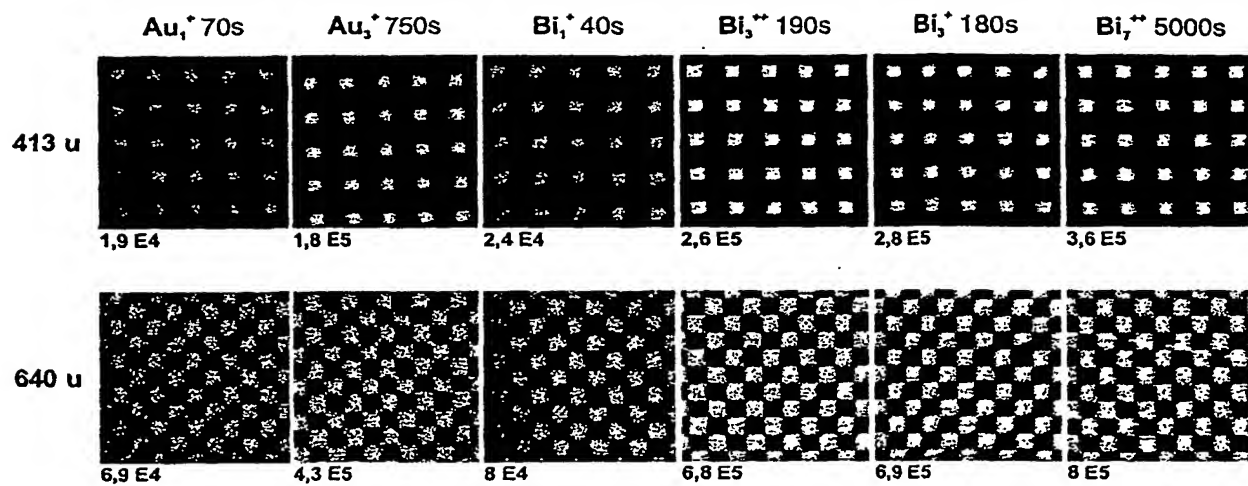 Au₁⁺ 70s Au₃⁺ 750s Bi₁⁺ 40s Bi₃⁺⁺ 190s Bi₃⁺ 180s Bi₇⁺⁺ 5000s
413 u
1,9 E4 1,8 E5 2,4 E4 2,6 E5 2,8 E5 3,6 E5
640 u
6,9 E4 4,3 E5 8 E4 6,8 E5 6,9 E5 8 E5